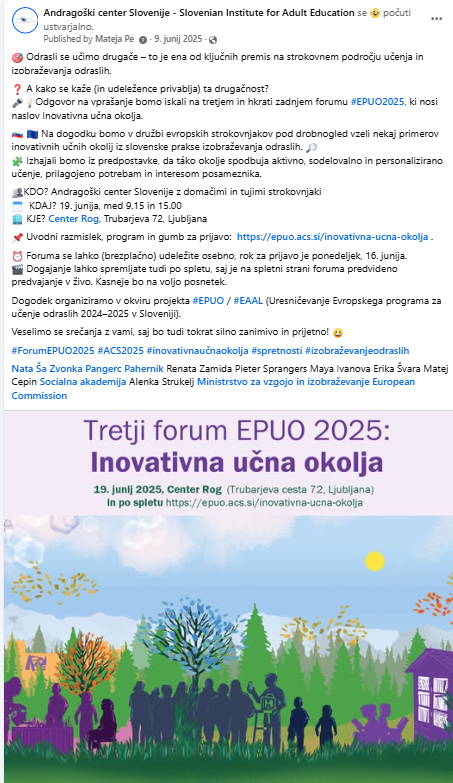 Andragoški center Slovenije - Slovenian Institute for Adult Education se 🤣 počuti
ustvarjalno.
Published by Mateja Pe · 9. junij 2025 ·
🎯 Odrasli se učimo drugače – to je ena od ključnih premis na strokovnem področju učenja in
izobraževanja odraslih.
❓ A kako se kaže (in udeležence privablja) ta drugačnost?
🎤💡Odgovor na vprašanje bomo iskali na tretjem in hkrati zadnjem forumu #EPUO2025, ki nosi
naslov Inovativna učna okolja.
🇸🇮 🇪🇺 Na dogodku bomo v družbi evropskih strokovnjakov pod drobnogled vzeli nekaj primerov
inovativnih učnih okolij iz slovenske prakse izobraževanja odraslih. 🔎
🧩 Izhajali bomo iz predpostavke, da táko okolje spodbuja aktivno, sodelovalno in personalizirano
učenje, prilagojeno potrebam in interesom posameznika.
👥KDO? Andragoški center Slovenije z domačimi in tujimi strokovnjaki
🗓️ KDAJ? 19. junija, med 9.15 in 15.00
🏢 KJE? Center Rog, Trubarjeva 72, Ljubljana
📌 Uvodni razmislek, program in gumb za prijavo: https://epuo.acs.si/inovativna-ucna-okolja .
⏰ Foruma se lahko (brezplačno) udeležite osebno, rok za prijavo je ponedeljek, 16. junija.
🎬 Dogajanje lahko spremljate tudi po spletu, saj je na spletni strani foruma predvideno
predvajanje v živo. Kasneje bo na voljo posnetek.
Dogodek organiziramo v okviru projekta #EPUO / #EAAL (Uresničevanje Evropskega programa za
učenje odraslih 2024–2025 v Sloveniji).
Veselimo se srečanja z vami, saj bo tudi tokrat silno zanimivo in prijetno! 😀
#ForumEPUO2025 #ACS2025 #inovativnaučnaokolja #spretnosti #izobraževanjeodraslih
Nata Ša Zvonka Pangerc Pahernik Renata Zamida Pieter Sprangers Maya Ivanova Erika Švara Matej
Cepin Socialna akademija Alenka Strukelj Ministrstvo za vzgojo in izobraževanje European
Commission
Tretji forum EPUO 2025:
Inovativna učna okolja
19. junij 2025, Center Rog (Trubarjeva cesta 72, Ljubljana)
in po spletu https://epuo.acs.si/inovativna-ucna-okolja